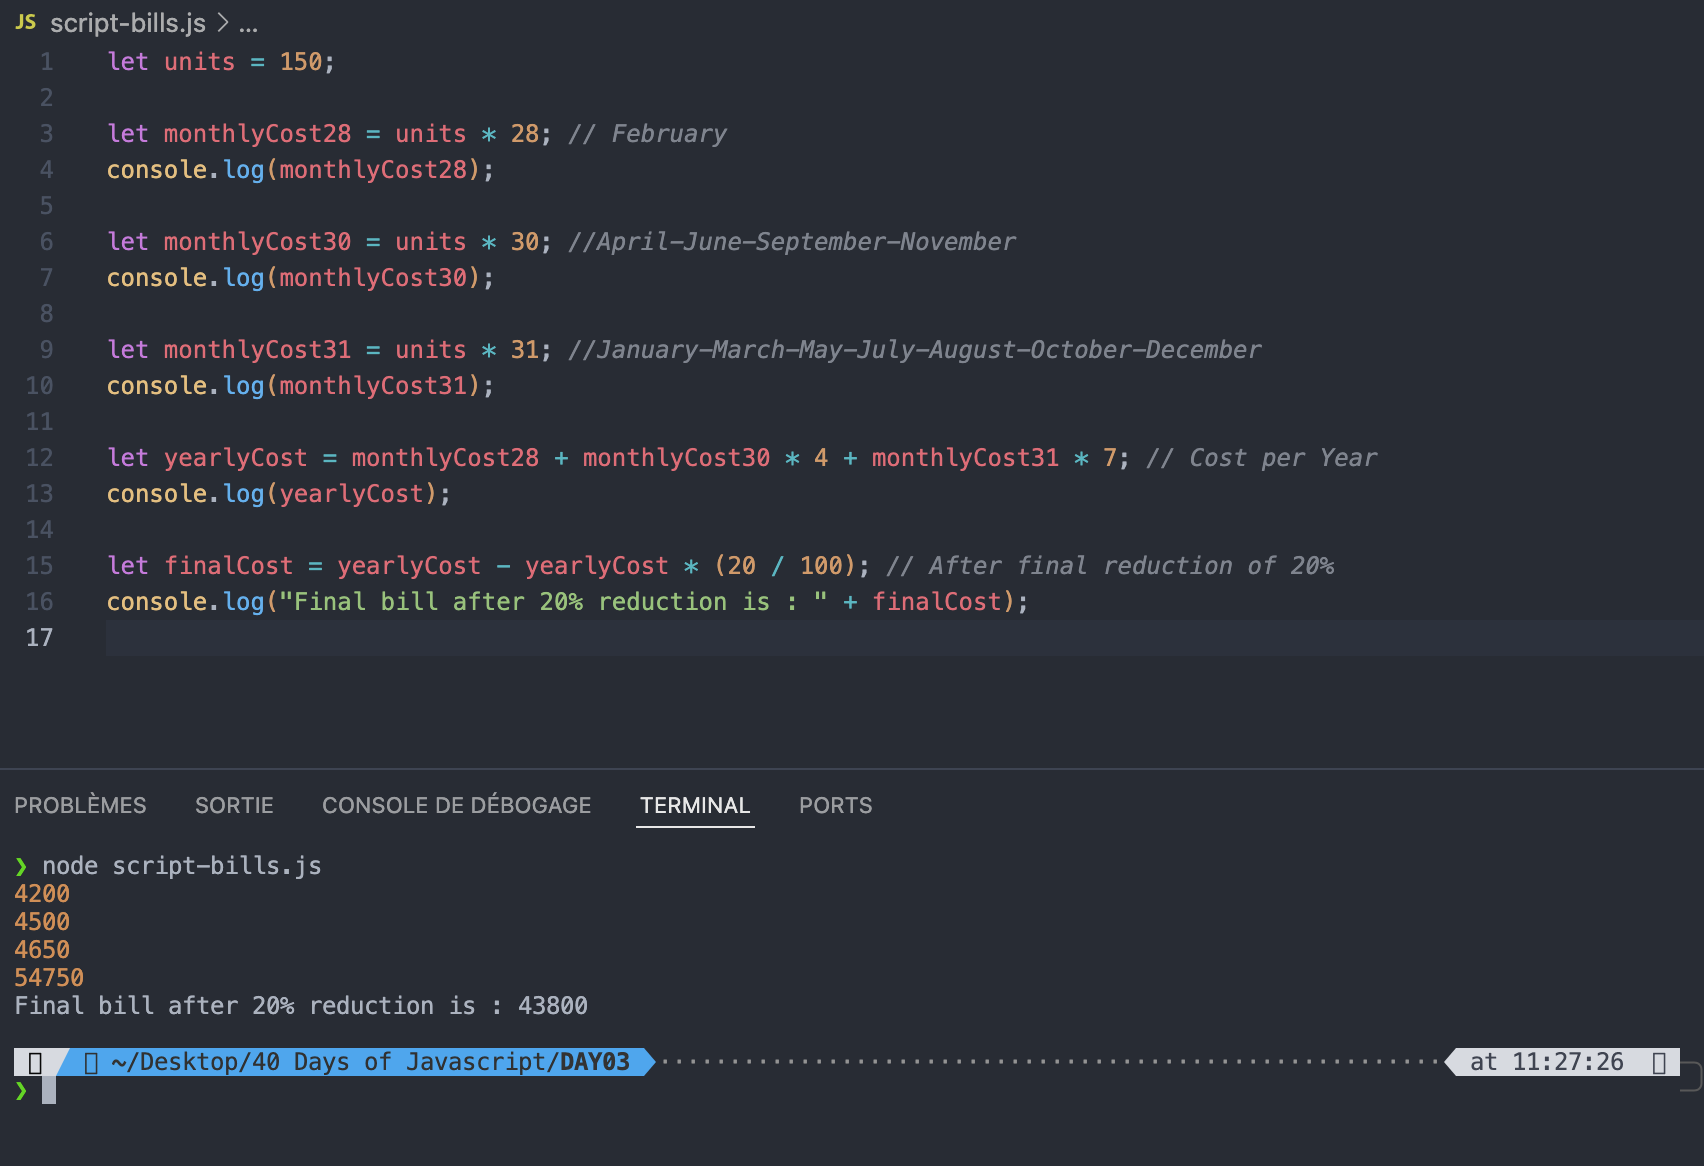 JS script-bills.js > ...
1 let units = 150;
2
3 let monthlyCost28 = units * 28; // February
4 console.log(monthlyCost28);
5
6 let monthlyCost30 = units * 30; //April-June-September-November
7 console.log(monthlyCost30);
8
9 let monthlyCost31 = units * 31; //January-March-May-July-August-October-December
10 console.log(monthlyCost31);
11
12 let yearlyCost = monthlyCost28 + monthlyCost30 * 4 + monthlyCost31 * 7; // Cost per Year
13 console.log(yearlyCost);
14
15 let finalCost = yearlyCost - yearlyCost * (20 / 100); // After final reduction of 20%
16 console.log("Final bill after 20% reduction is : " + finalCost);
17
PROBLÈMES SORTIE CONSOLE DE DÉBOGAGE TERMINAL PORTS
❯ node script-bills.js
4200
4500
4650
54750
Final bill after 20% reduction is : 43800
~/Desktop/40 Days of Javascript/DAY03 at 11:27:26
❯